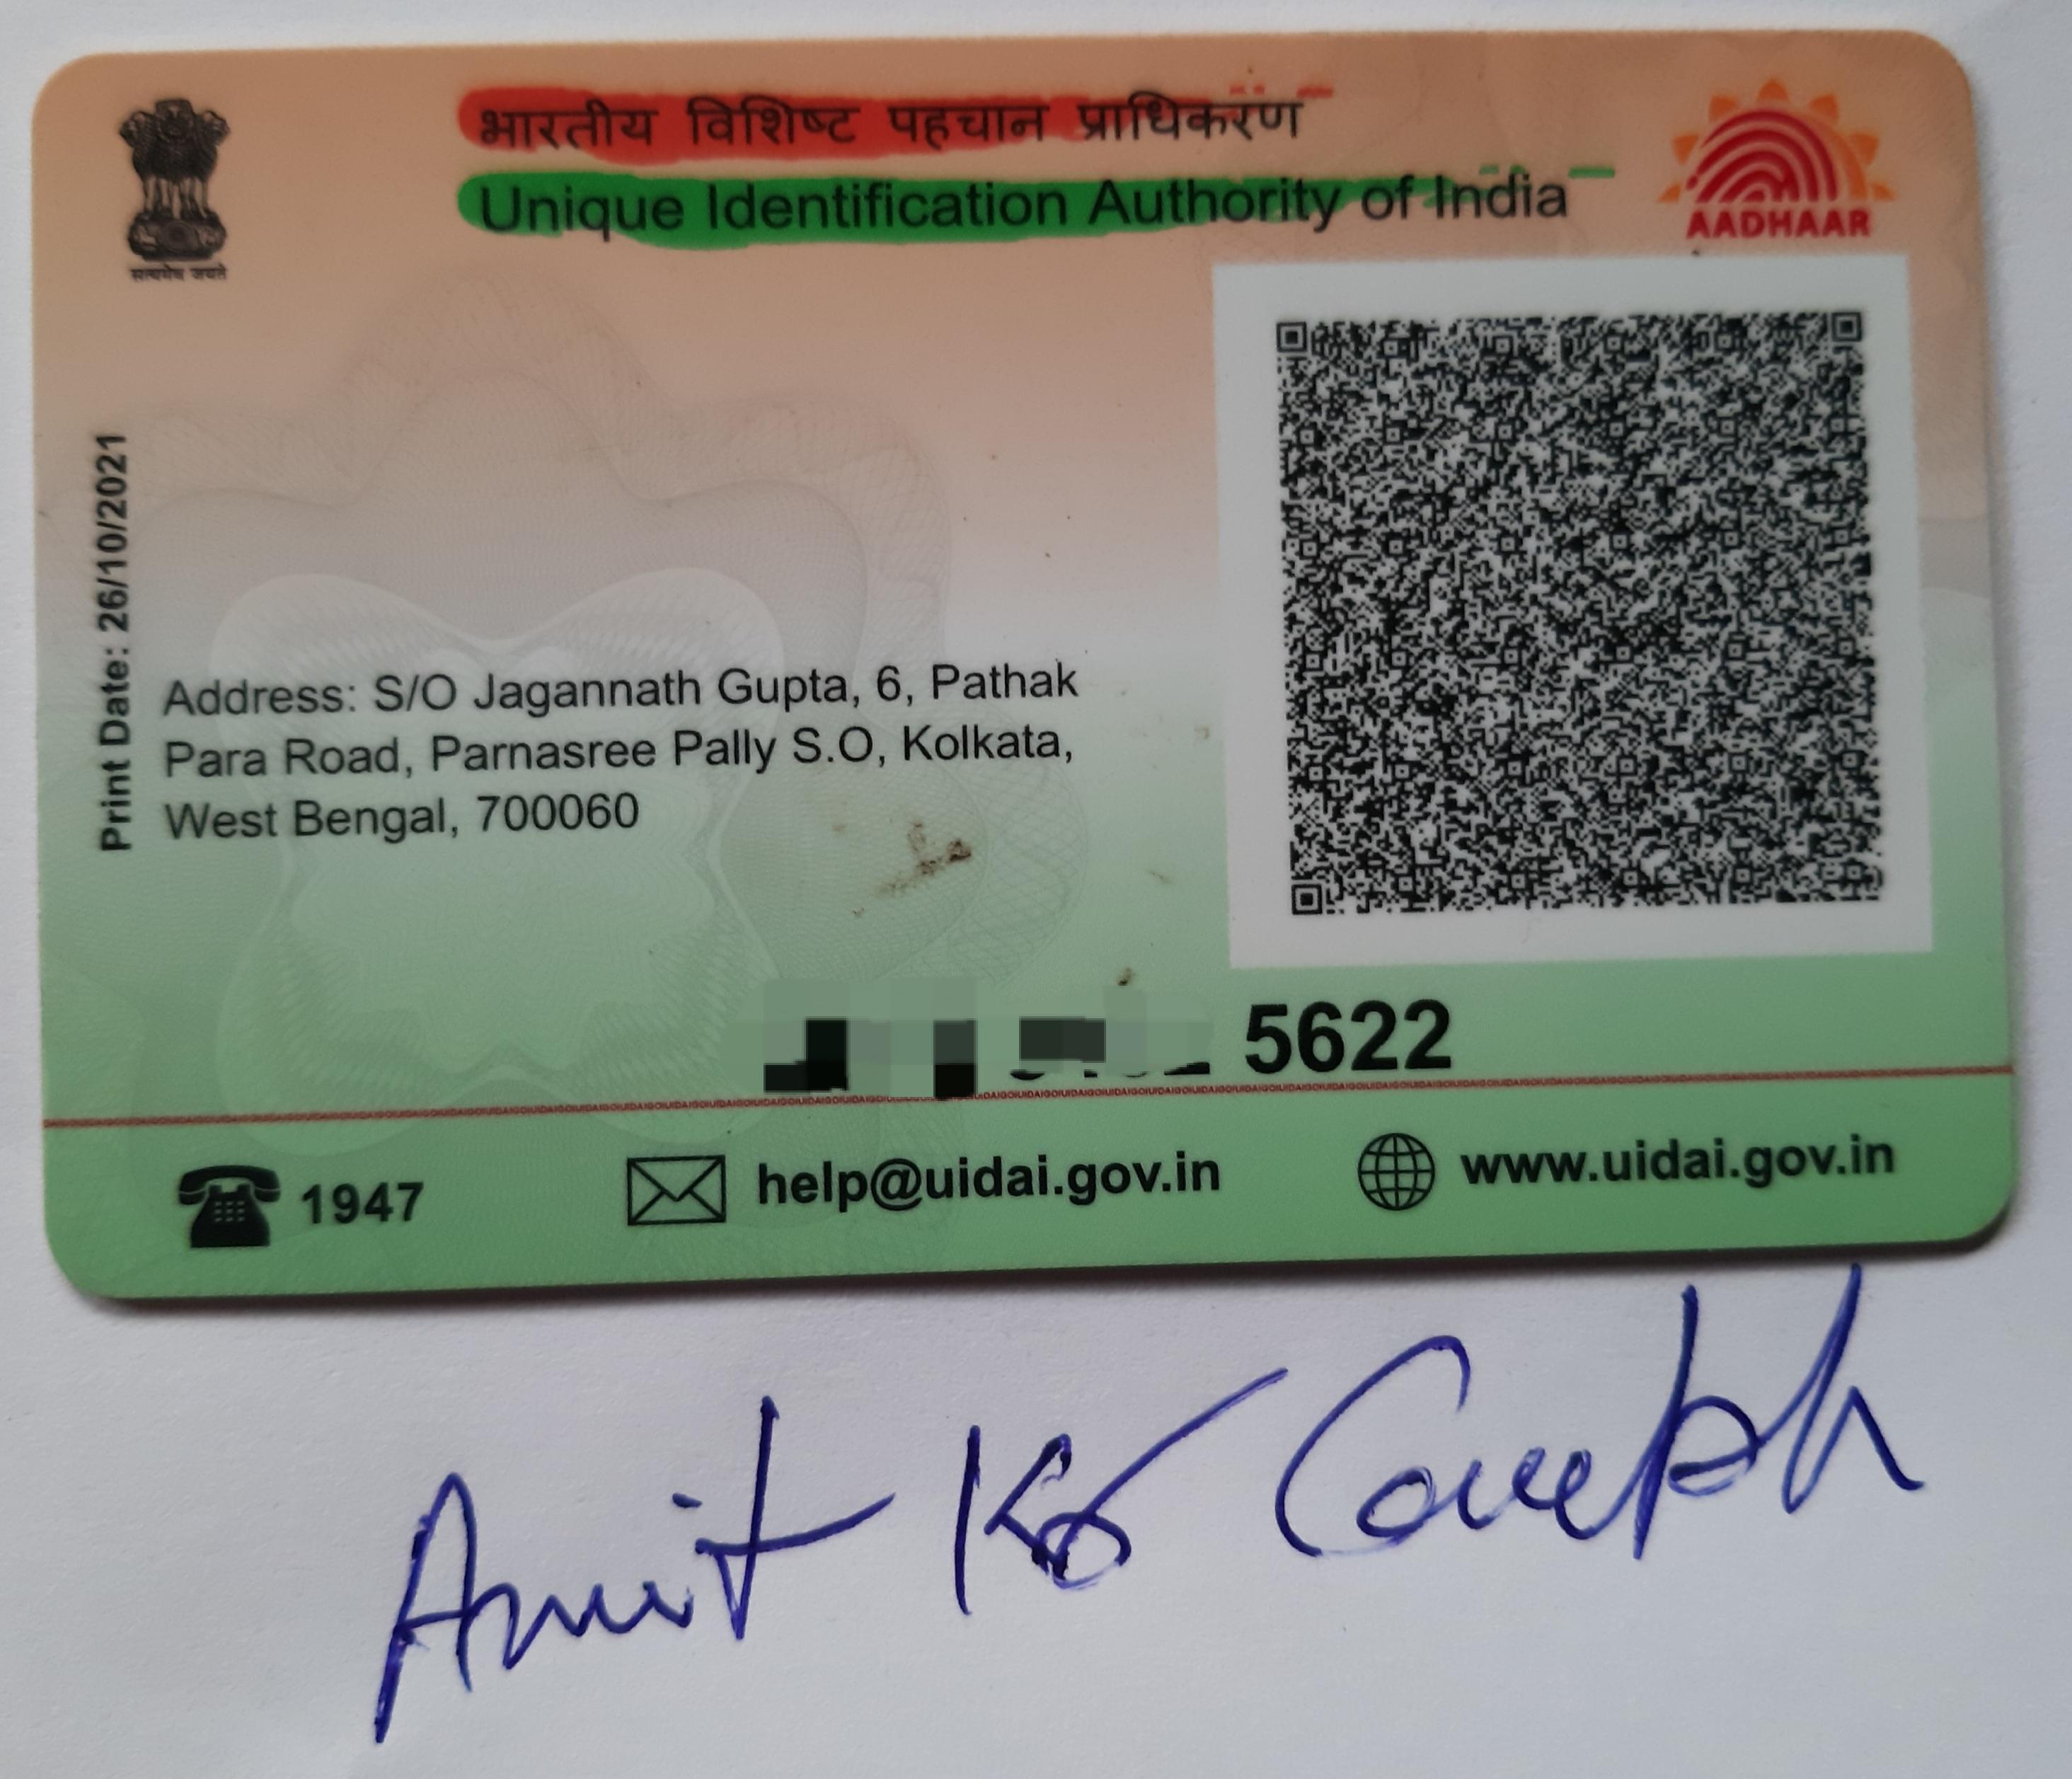 भारतीय विशिष्ट पहचान प्राधिकरण
Unique Identification Authority of India
AADHAAR
सत्यमेव जयते
Print Date: 26/10/2021
Address: S/O Jagannath Gupta, 6, Pathak
Para Road, Parnasree Pally S.O, Kolkata,
West Bengal, 700060
5622
1947
help@uidai.gov.in
www.uidai.gov.in
Amit Kr Gupta